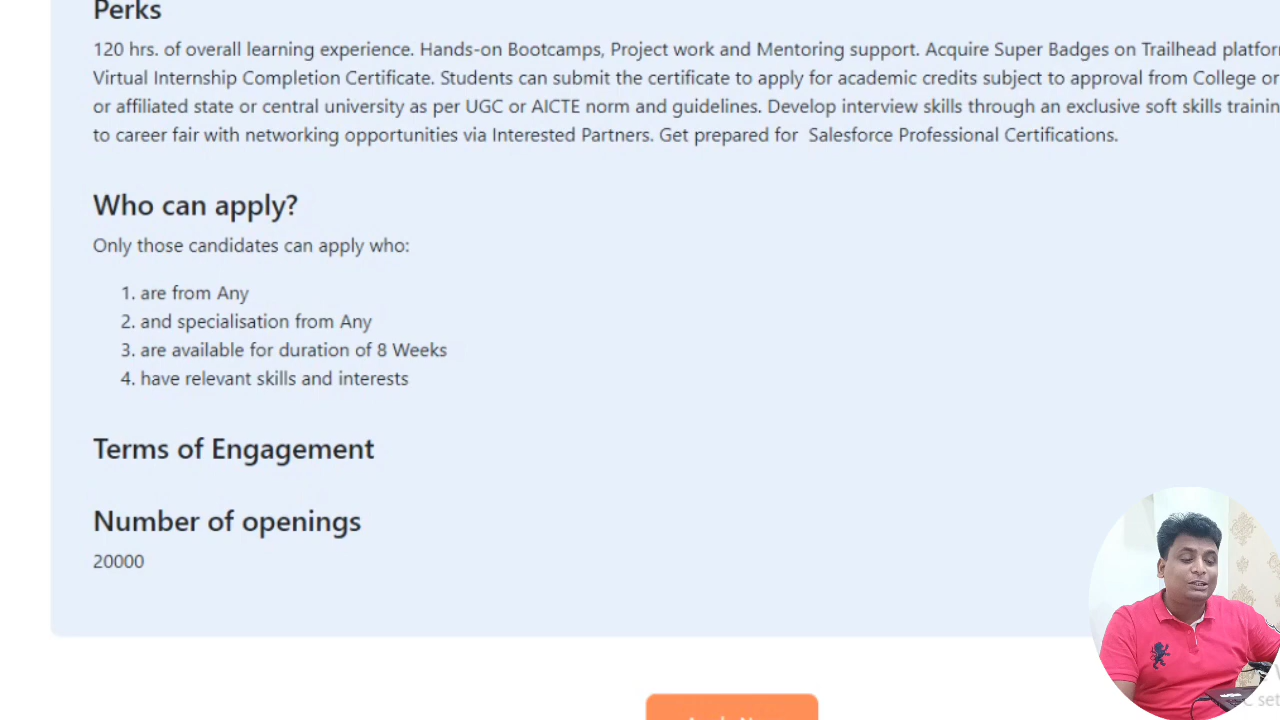 Perks
120 hrs. of overall learning experience. Hands-on Bootcamps, Project work and Mentoring support. Acquire Super Badges on Trailhead
Virtual Internship Completion Certificate. Students can submit the certificate to apply for academic credits subject to approval from College or
or affiliated state or central university as per UGC or AICTE norm and guidelines. Develop interview skills through an exclusive soft skills
to career fair with networking opportunities via Interested Partners. Get prepared for Salesforce Professional Certifications.
Who can apply?
Only those candidates can apply who:
1. are from Any
2. and specialisation from Any
3. are available for duration of 8 Weeks
4. have relevant skills and interests
Terms of Engagement
Number of openings
20000